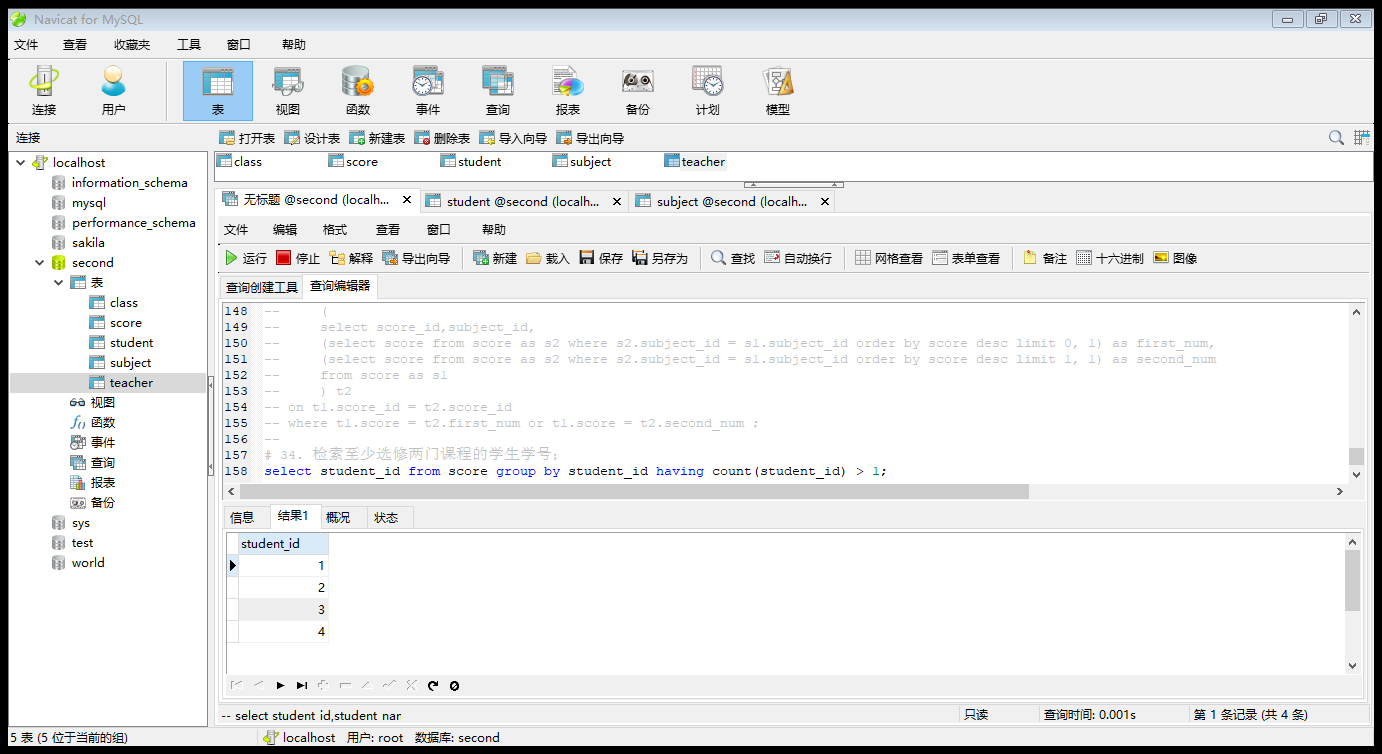 Navicat for MySQL
文件 查看 收藏夹 工具 窗口 帮助
连接 用户 表 视图 函数 事件 查询 报表 备份 计划 模型
连接
打开表 设计表 新建表 删除表 导入向导 导出向导
class score student subject teacher
localhost
information_schema
mysql
performance_schema
sakila
second
表
class
score
student
subject
teacher
视图
函数
事件
查询
报表
备份
sys
test
world
无标题 @second (localh... student @second (localh... subject @second (localh...
文件 编辑 格式 查看 窗口 帮助
运行 停止 解释 导出向导 新建 载入 保存 另存为 查找 自动换行 网格查看 表单查看 备注 十六进制 图像
查询创建工具 查询编辑器
148 -- (
149 -- select score_id,subject_id,
150 -- (select score from score as s2 where s2.subject_id = s1.subject_id order by score desc limit 0, 1) as first_num,
151 -- (select score from score as s2 where s2.subject_id = s1.subject_id order by score desc limit 1, 1) as second_num
152 -- from score as s1
153 -- ) t2
154 -- on t1.score_id = t2.score_id
155 -- where t1.score = t2.first_num or t1.score = t2.second_num ;
156 --
157 # 34. 检索至少选修两门课程的学生学号;
158 select student_id from score group by student_id having count(student_id) > 1;
信息 结果1 概况 状态
student_id
1
2
3
4
-- select student id,student nar 只读 查询时间: 0.001s 第 1 条记录 (共 4 条)
5 表 (5 位于当前的组) localhost 用户: root 数据库: second